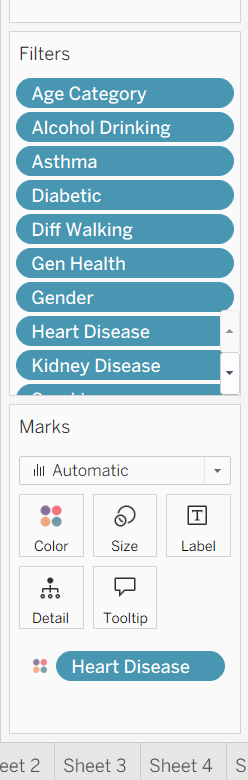 Filters
Age Category
Alcohol Drinking
Asthma
Diabetic
Diff Walking
Gen Health
Gender
Heart Disease
Kidney Disease
Marks
Automatic
Color Size Label
Detail Tooltip
Heart Disease
eet 2 Sheet 3 Sheet 4 S